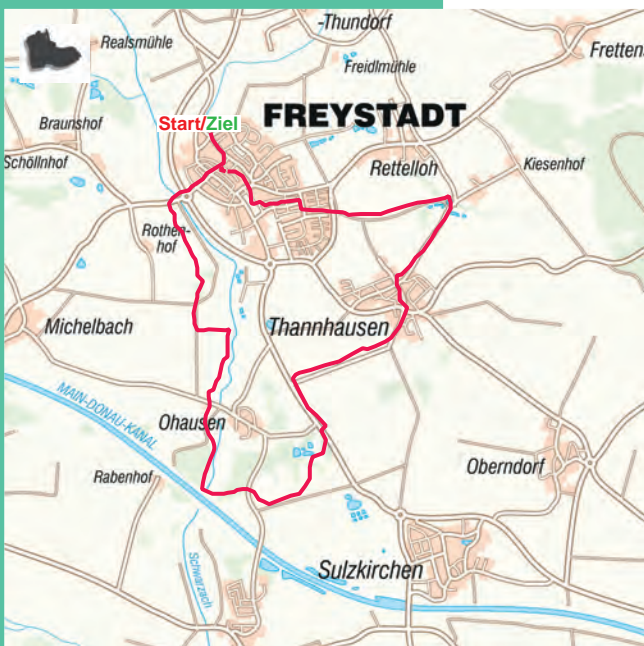 -Thundorf
Realsmühle
Frettens
Freidlmühle
FREYSTADT
Start/Ziel
Braunshof
Schöllnhof
Rettelloh
Kiesenhof
Rothen-
hof
Michelbach
Thannhausen
MAIN-DONAU-KANAL
Ohausen
Rabenhof
Oberndorf
Schwarzach
Sulzkirchen